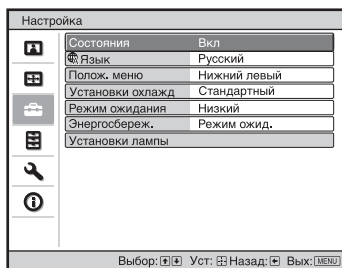 Настройка
Состояния Вкл
Язык Русский
Полож. меню Нижний левый
Установки охлажд Стандартный
Режим ожидания Низкий
Энергосбереж. Режим ожид.
Установки лампы
Выбор: Уст: Назад: Вых: MENU